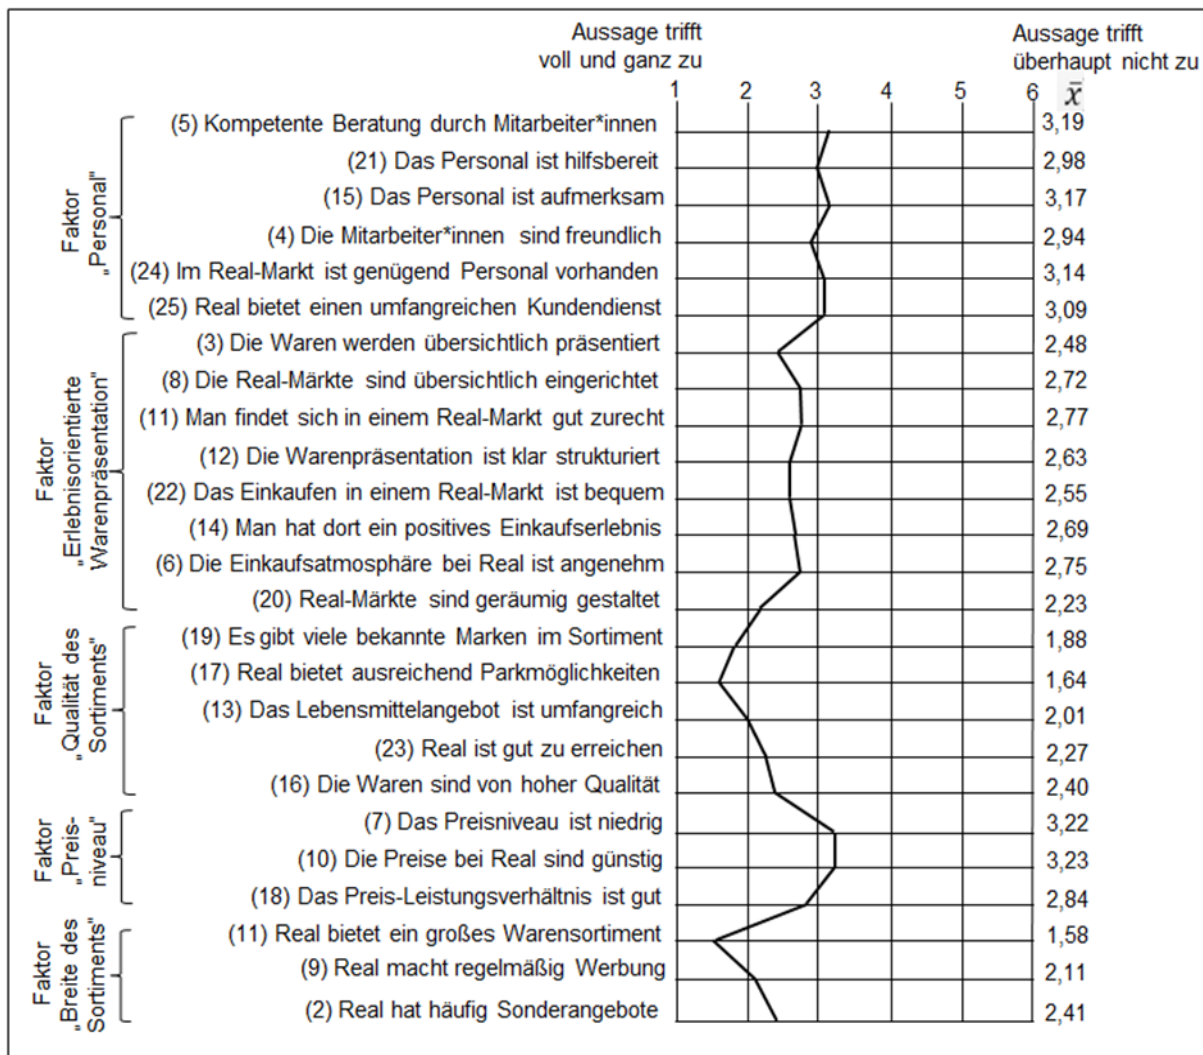 Aussage trifft
voll und ganz zu
Aussage trifft
überhaupt nicht zu
1 2 3 4 5 6 x̄
Faktor
„Personal"
(5) Kompetente Beratung durch Mitarbeiter*innen 3,19
(21) Das Personal ist hilfsbereit 2,98
(15) Das Personal ist aufmerksam 3,17
(4) Die Mitarbeiter*innen sind freundlich 2,94
(24) Im Real-Markt ist genügend Personal vorhanden 3,14
(25) Real bietet einen umfangreichen Kundendienst 3,09
Faktor
„Erlebnisorientierte
Warenpräsentation"
(3) Die Waren werden übersichtlich präsentiert 2,48
(8) Die Real-Märkte sind übersichtlich eingerichtet 2,72
(11) Man findet sich in einem Real-Markt gut zurecht 2,77
(12) Die Warenpräsentation ist klar strukturiert 2,63
(22) Das Einkaufen in einem Real-Markt ist bequem 2,55
(14) Man hat dort ein positives Einkaufserlebnis 2,69
(6) Die Einkaufsatmosphäre bei Real ist angenehm 2,75
(20) Real-Märkte sind geräumig gestaltet 2,23
Faktor
„Qualität des
Sortiments"
(19) Es gibt viele bekannte Marken im Sortiment 1,88
(17) Real bietet ausreichend Parkmöglichkeiten 1,64
(13) Das Lebensmittelangebot ist umfangreich 2,01
(23) Real ist gut zu erreichen 2,27
(16) Die Waren sind von hoher Qualität 2,40
Faktor
„Preis-
niveau"
(7) Das Preisniveau ist niedrig 3,22
(10) Die Preise bei Real sind günstig 3,23
(18) Das Preis-Leistungsverhältnis ist gut 2,84
Faktor
„Breite des
Sortiments"
(11) Real bietet ein großes Warensortiment 1,58
(9) Real macht regelmäßig Werbung 2,11
(2) Real hat häufig Sonderangebote 2,41